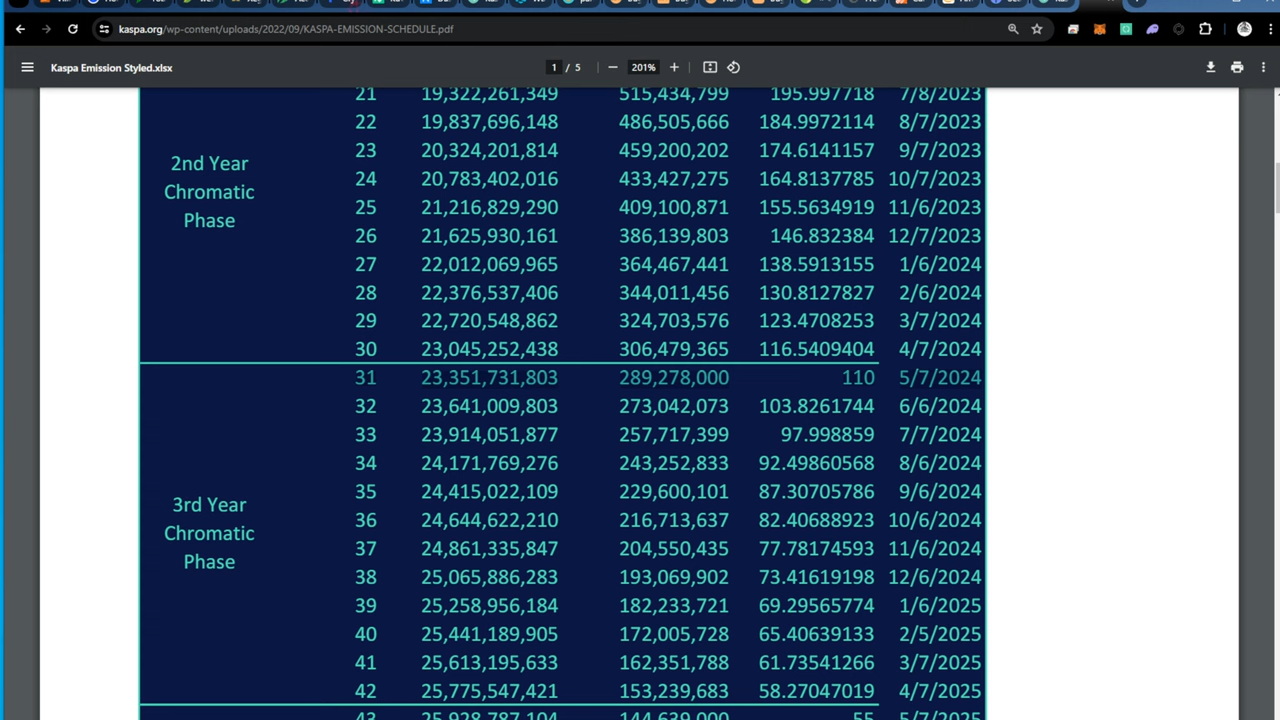 kaspa.org/wp-content/uploads/2022/09/KASPA-EMISSION-SCHEDULE.pdf
Kaspa Emission Styled.xlsx 1 / 5 201%
21 19,322,261,349 515,434,799 195.997718 7/8/2023
22 19,837,696,148 486,505,666 184.9972114 8/7/2023
2nd Year
Chromatic
Phase
23 20,324,201,814 459,200,202 174.6141157 9/7/2023
24 20,783,402,016 433,427,275 164.8137785 10/7/2023
25 21,216,829,290 409,100,871 155.5634919 11/6/2023
26 21,625,930,161 386,139,803 146.832384 12/7/2023
27 22,012,069,965 364,467,441 138.5913155 1/6/2024
28 22,376,537,406 344,011,456 130.8127827 2/6/2024
29 22,720,548,862 324,703,576 123.4708253 3/7/2024
30 23,045,252,438 306,479,365 116.5409404 4/7/2024
31 23,351,731,803 289,278,000 110 5/7/2024
32 23,641,009,803 273,042,073 103.8261744 6/6/2024
33 23,914,051,877 257,717,399 97.998859 7/7/2024
34 24,171,769,276 243,252,833 92.49860568 8/6/2024
35 24,415,022,109 229,600,101 87.30705786 9/6/2024
3rd Year
Chromatic
Phase
36 24,644,622,210 216,713,637 82.40688923 10/6/2024
37 24,861,335,847 204,550,435 77.78174593 11/6/2024
38 25,065,886,283 193,069,902 73.41619198 12/6/2024
39 25,258,956,184 182,233,721 69.29565774 1/6/2025
40 25,441,189,905 172,005,728 65.40639133 2/5/2025
41 25,613,195,633 162,351,788 61.73541266 3/7/2025
42 25,775,547,421 153,239,683 58.27047019 4/7/2025
43 25,928,787,104 144,639,000 55 5/7/2025